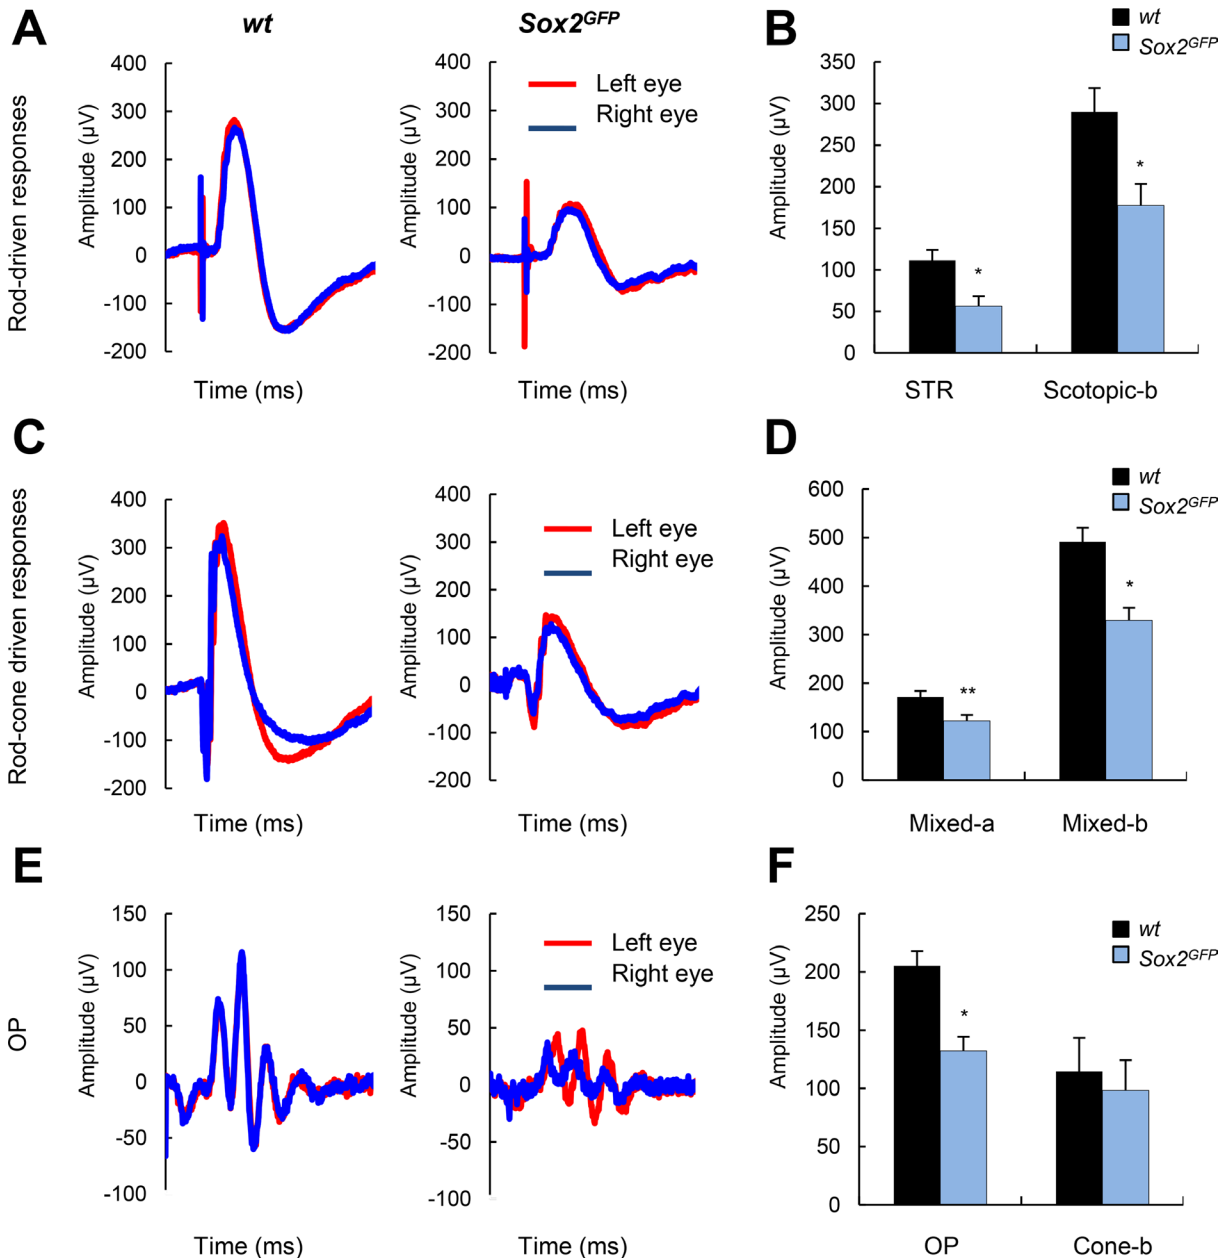 A
wt
Sox2GFP
Rod-driven responses
Amplitude (µV)
400
300
200
100
0
-100
-200
Time (ms)
Amplitude (µV)
400
300
200
100
0
-100
-200
Left eye
Right eye
Time (ms)
B
wt
Sox2GFP
Amplitude (µV)
350
300
250
200
150
100
50
0
*
*
STR
Scotopic-b
C
Rod-cone driven responses
Amplitude (µV)
400
300
200
100
0
-100
-200
Time (ms)
Amplitude (µV)
400
300
200
100
0
-100
-200
Left eye
Right eye
Time (ms)
D
wt
Sox2GFP
Amplitude (µV)
600
500
400
300
200
100
0
**
*
Mixed-a
Mixed-b
E
OP
Amplitude (µV)
150
100
50
0
-50
-100
Time (ms)
Amplitude (µV)
150
100
50
0
-50
-100
Left eye
Right eye
Time (ms)
F
wt
Sox2GFP
Amplitude (µV)
250
200
150
100
50
0
*
OP
Cone-b